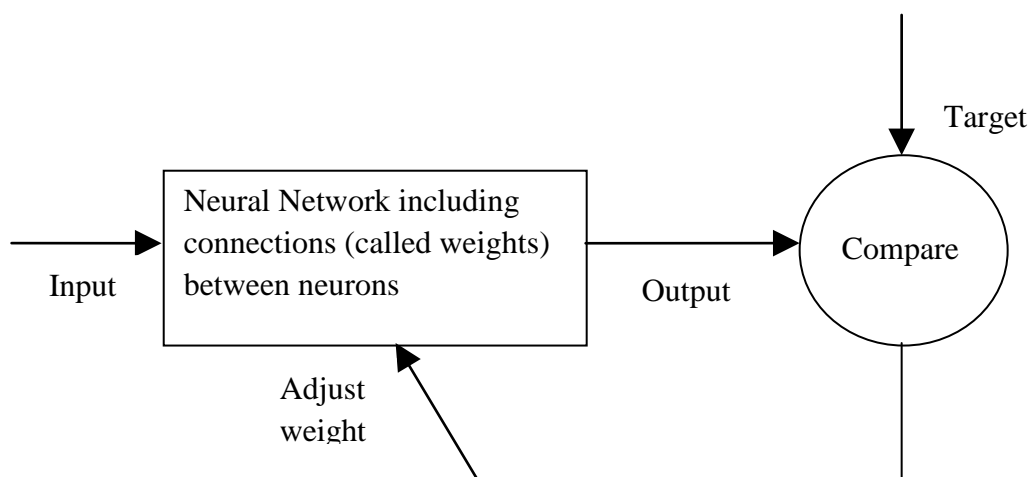 Target
Neural Network including
connections (called weights)
between neurons
Compare
Input
Output
Adjust
weight